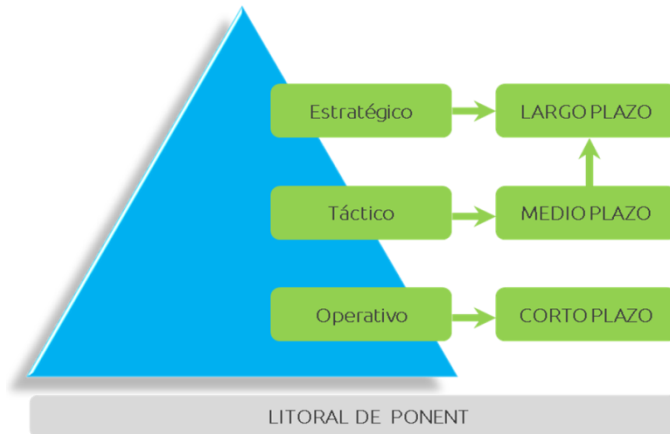 Estratégico
LARGO PLAZO
Táctico
MEDIO PLAZO
Operativo
CORTO PLAZO
LITORAL DE PONENT